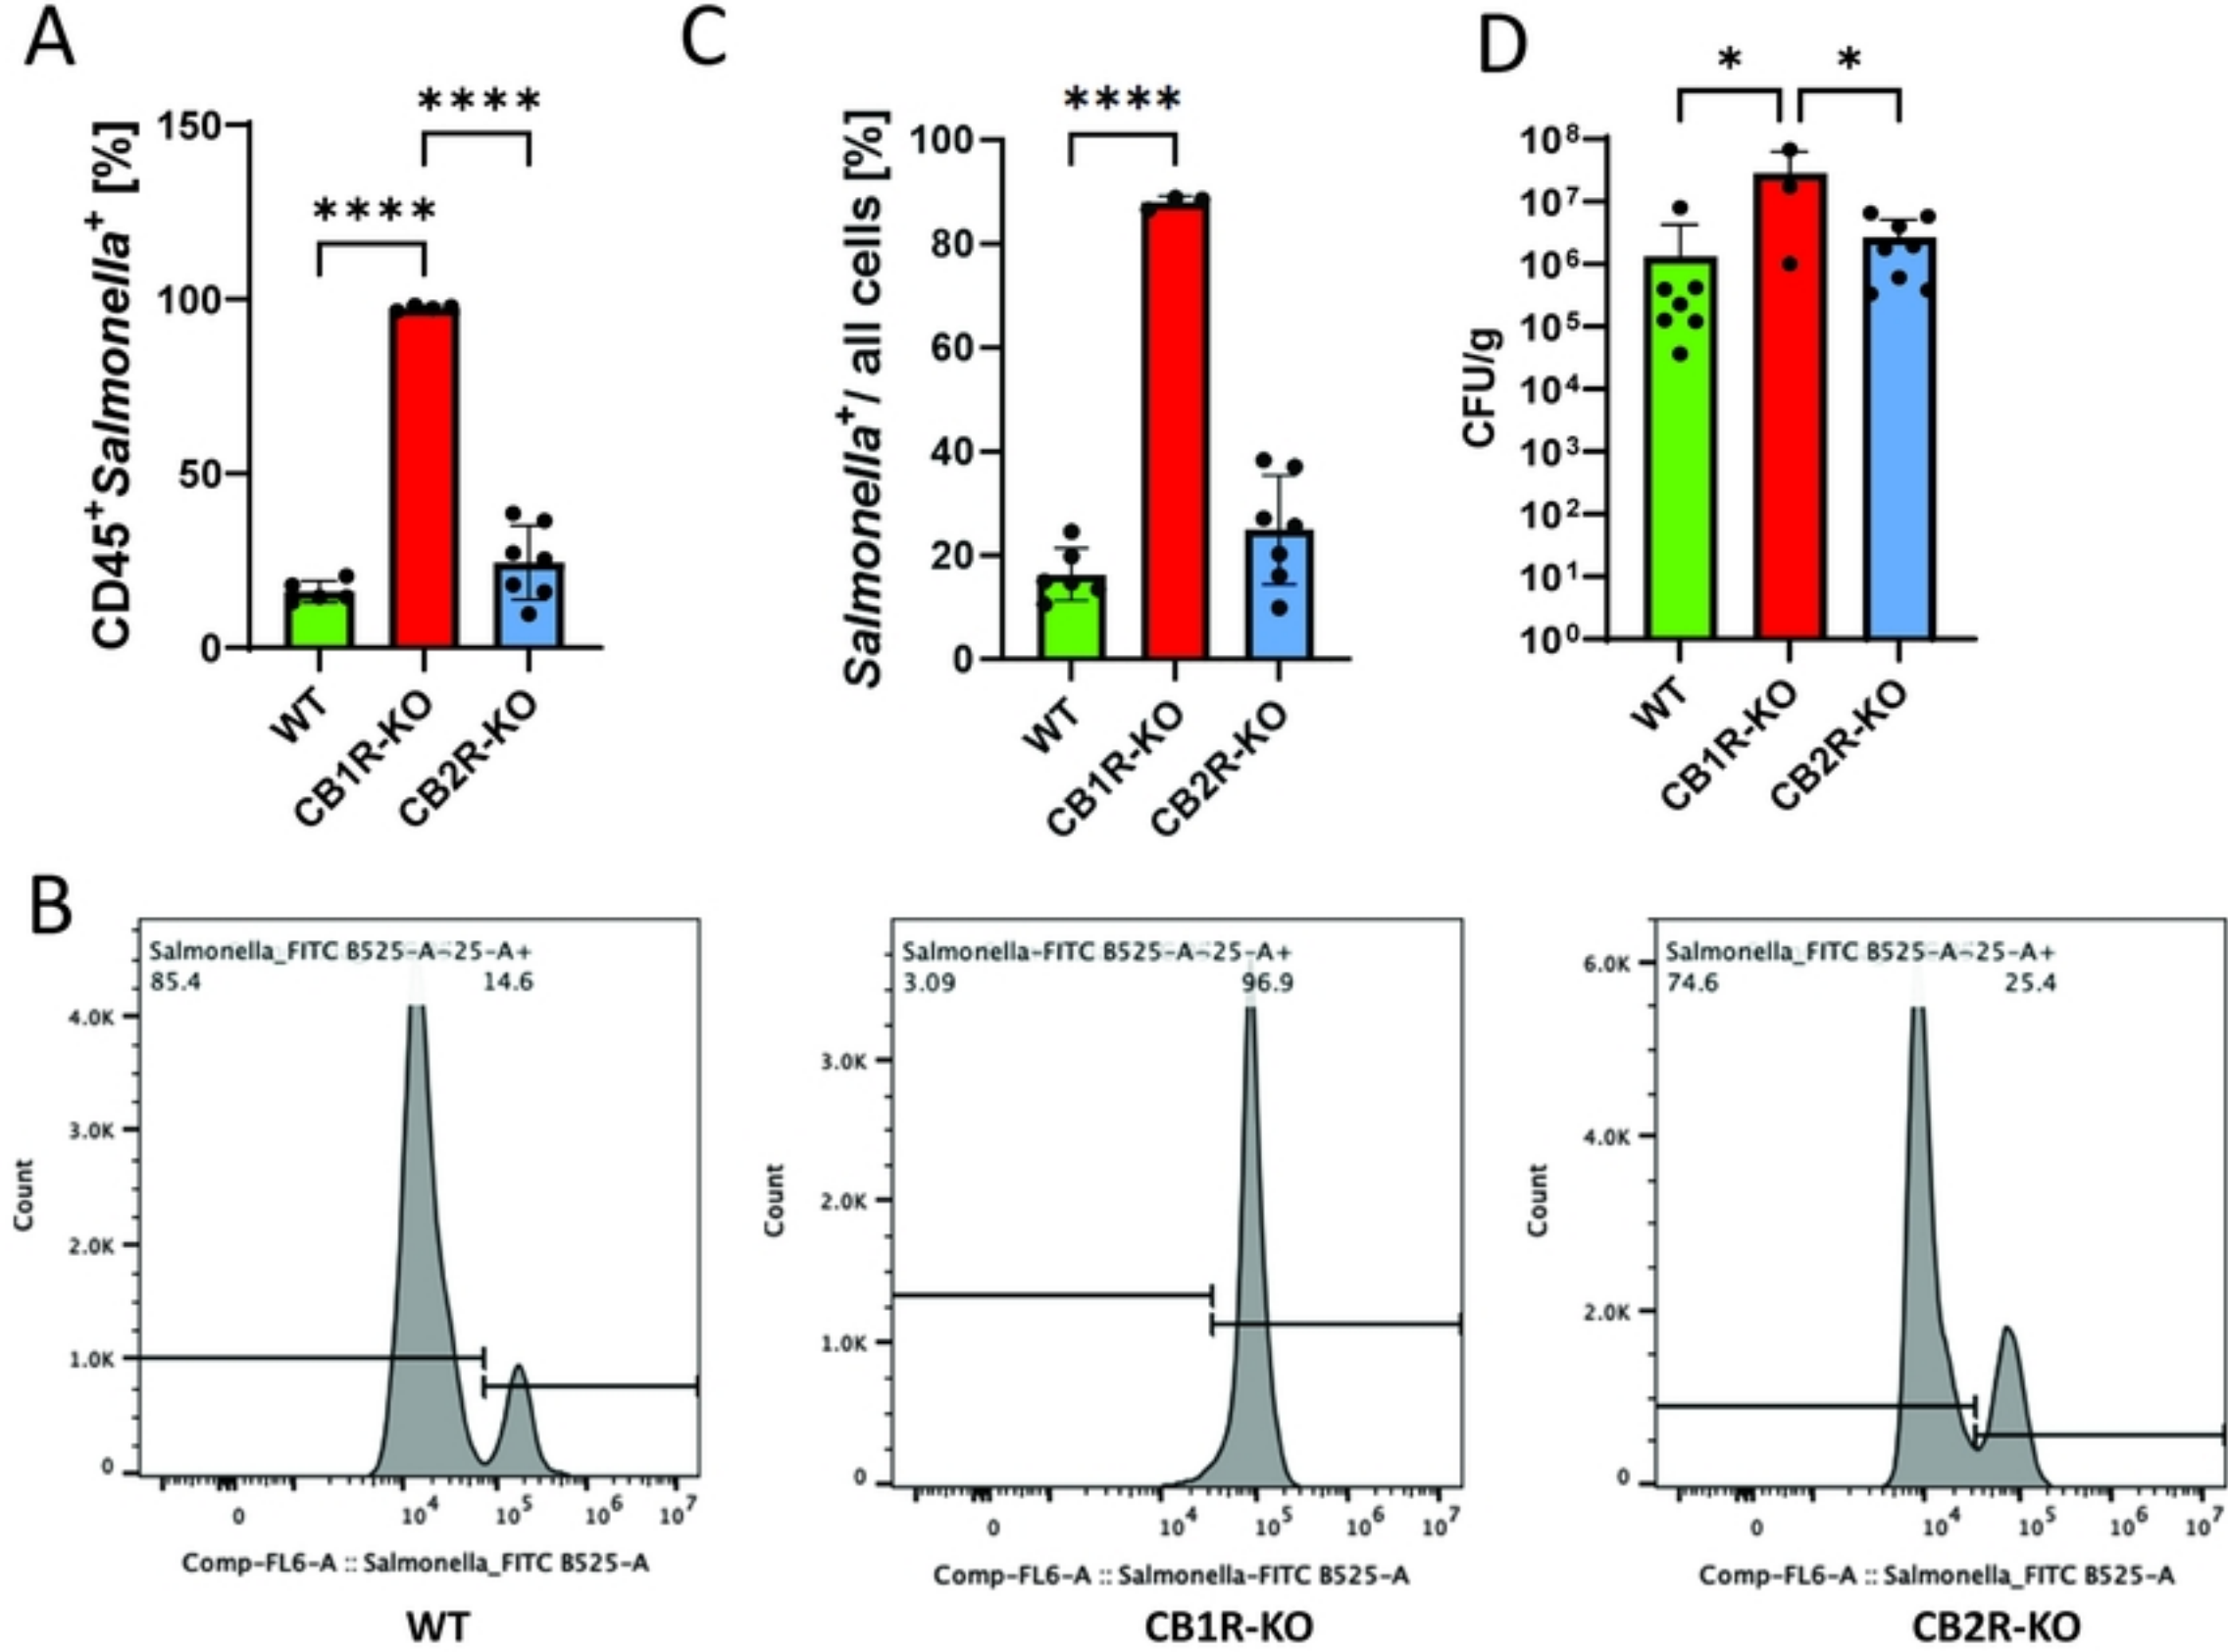 A
CD45⁺Salmonella⁺ [%]
150
100
50
0
****
****
WT
CB1R-KO
CB2R-KO
C
Salmonella⁺/ all cells [%]
100
80
60
40
20
0
****
WT
CB1R-KO
CB2R-KO
D
CFU/g
10⁸
10⁷
10⁶
10⁵
10⁴
10³
10²
10¹
10⁰
* *
WT
CB1R-KO
CB2R-KO
B
Salmonella_FITC B525-A-25-A+
85.4 14.6
Count
4.0K
3.0K
2.0K
1.0K
0
0 10⁴ 10⁵ 10⁶ 10⁷
Comp-FL6-A :: Salmonella_FITC B525-A
WT
Salmonella-FITC B525-A-25-A+
3.09 96.9
Count
3.0K
2.0K
1.0K
0
0 10⁴ 10⁵ 10⁶ 10⁷
Comp-FL6-A :: Salmonella-FITC B525-A
CB1R-KO
Salmonella_FITC B525-A-25-A+
74.6 25.4
Count
6.0K
4.0K
2.0K
0
0 10⁴ 10⁵ 10⁶ 10⁷
Comp-FL6-A :: Salmonella_FITC B525-A
CB2R-KO